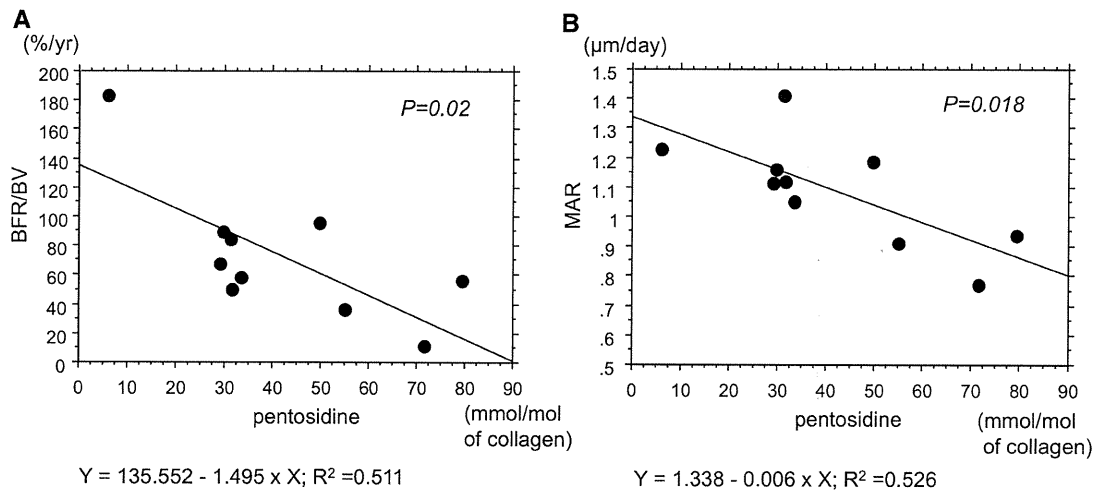 A
(%/yr)
200
180
160
140
120
100
80
60
40
20
0
BFR/BV
P=0.02
0 10 20 30 40 50 60 70 80 90
pentosidine
(mmol/mol
of collagen)
Y = 135.552 - 1.495 x X; R² =0.511
B
(µm/day)
1.5
1.4
1.3
1.2
1.1
1
.9
.8
.7
.6
.5
MAR
P=0.018
0 10 20 30 40 50 60 70 80 90
pentosidine
(mmol/mol
of collagen)
Y = 1.338 - 0.006 x X; R² =0.526